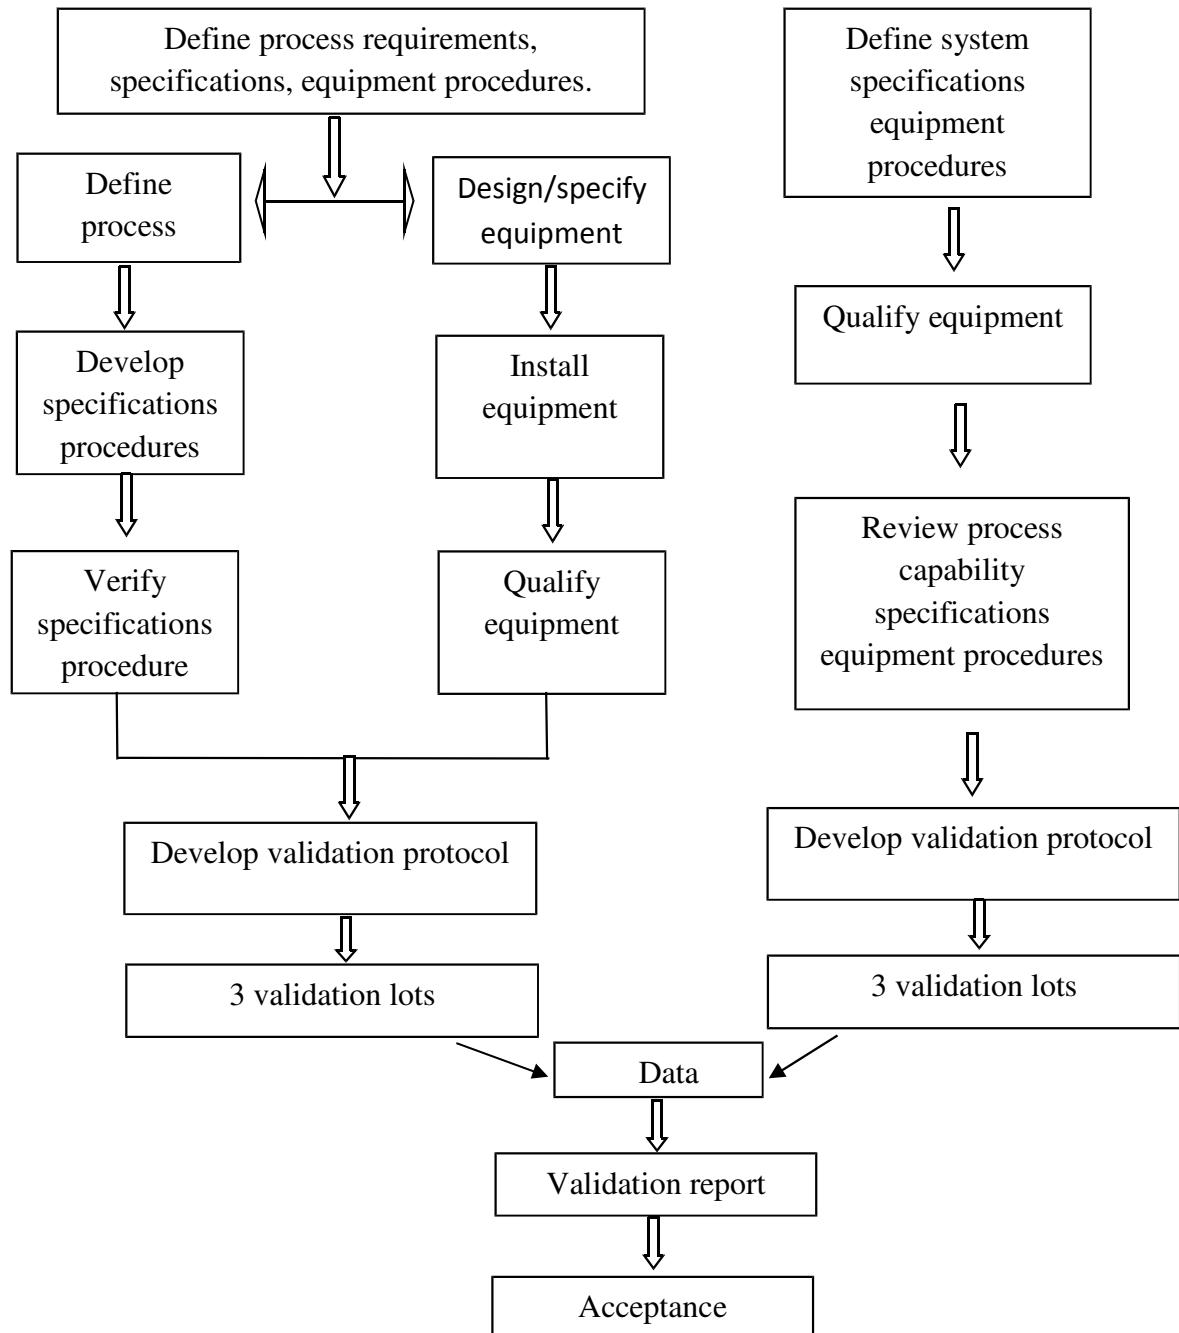 Define process requirements,
specifications, equipment procedures.
Define system
specifications
equipment
procedures
Define
process
Design/specify
equipment
Qualify equipment
Develop
specifications
procedures
Install
equipment
Review process
capability
specifications
equipment procedures
Verify
specifications
procedure
Qualify
equipment
Develop validation protocol
Develop validation protocol
3 validation lots
3 validation lots
Data
Validation report
Acceptance